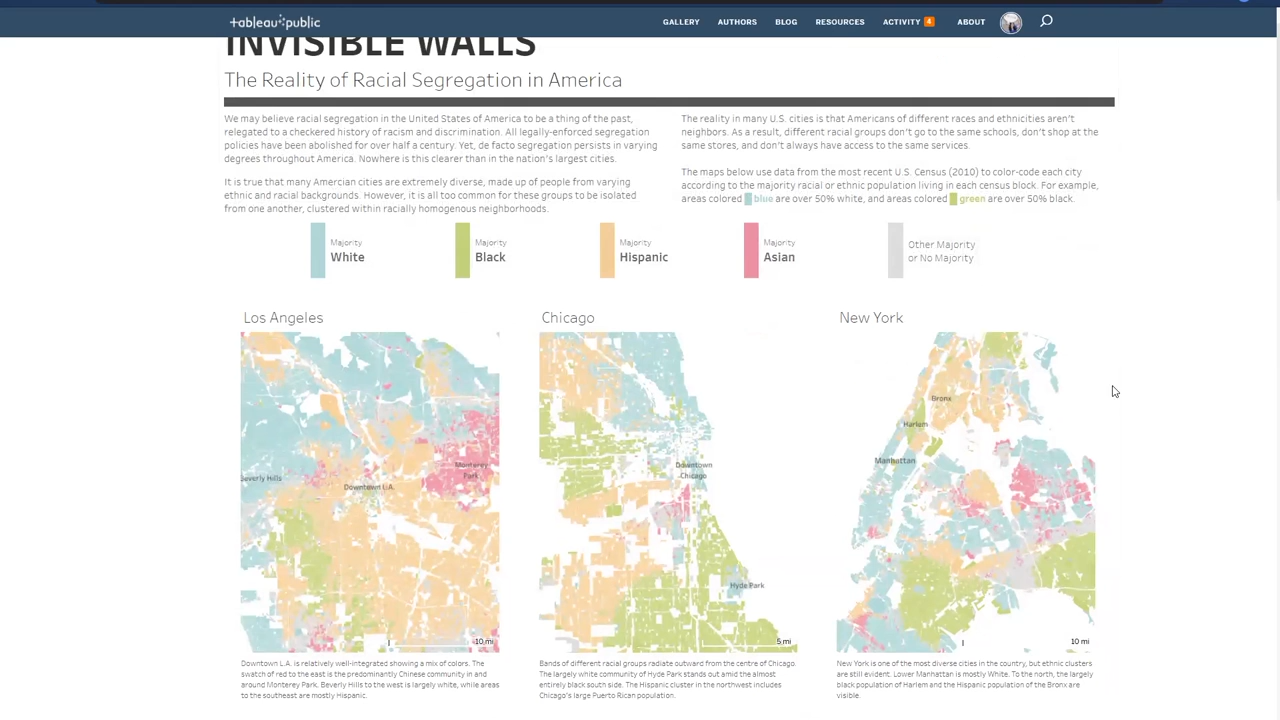 +ableau:public
GALLERY AUTHORS BLOG RESOURCES ACTIVITY 4 ABOUT
INVISIBLE WALLS
The Reality of Racial Segregation in America
We may believe racial segregation in the United States of America to be a thing of the past,
relegated to a checkered history of racism and discrimination. All legally-enforced segregation
policies have been abolished for over half a century. Yet, de facto segregation persists in varying
degrees throughout America. Nowhere is this clearer than in the nation's largest cities.
It is true that many Amercian cities are extremely diverse, made up of people from varying
ethnic and racial backgrounds. However, it is all too common for these groups to be isolated
from one another, clustered within racially homogenous neighborhoods.
The reality in many U.S. cities is that Americans of different races and ethnicities aren't
neighbors. As a result, different racial groups don't go to the same schools, don't shop at the
same stores, and don't always have access to the same services.
The maps below use data from the most recent U.S. Census (2010) to color-code each city
according to the majority racial or ethnic population living in each census block. For example,
areas colored blue are over 50% white, and areas colored green are over 50% black.
Majority
White
Majority
Black
Majority
Hispanic
Majority
Asian
Other Majority
or No Majority
Los Angeles
Beverly Hills
Downtown L.A.
Monterey
Park
10 mi
Downtown L.A. is relatively well-integrated showing a mix of colors. The
swatch of red to the east is the predominantly Chinese community in and
around Monterey Park. Beverly Hills to the west is largely white, while areas
to the southeast are mostly Hispanic.
Chicago
Downtown
Chicago
Hyde Park
5 mi
Bands of different racial groups radiate outward from the centre of Chicago.
The largely white community of Hyde Park stands out amid the almost
entirely black south side. The Hispanic cluster in the northwest includes
Chicago's large Puerto Rican population.
New York
Bronx
Harlem
Manhattan
10 mi
New York is one of the most diverse cities in the country, but ethnic clusters
are still evident. Lower Manhattan is mostly White. To the north, the largely
black population of Harlem and the Hispanic population of the Bronx are
visible.